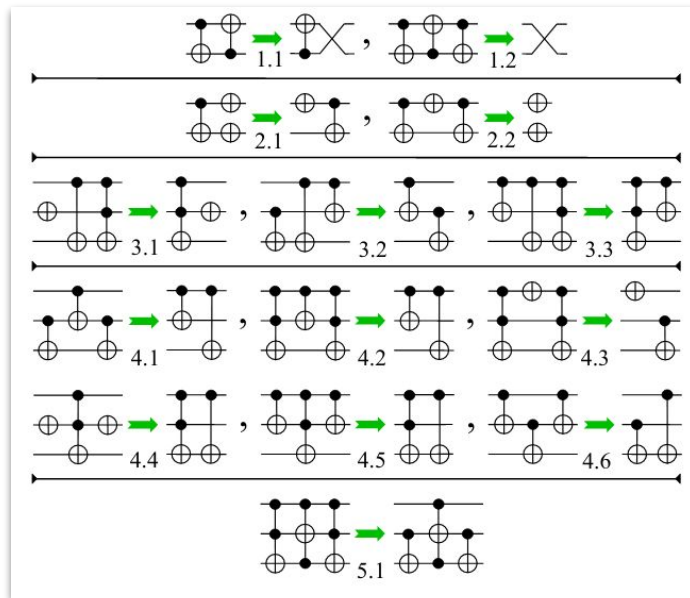 1.1 , 1.2
2.1 , 2.2
3.1 , 3.2 , 3.3
4.1 , 4.2 , 4.3
4.4 , 4.5 , 4.6
5.1